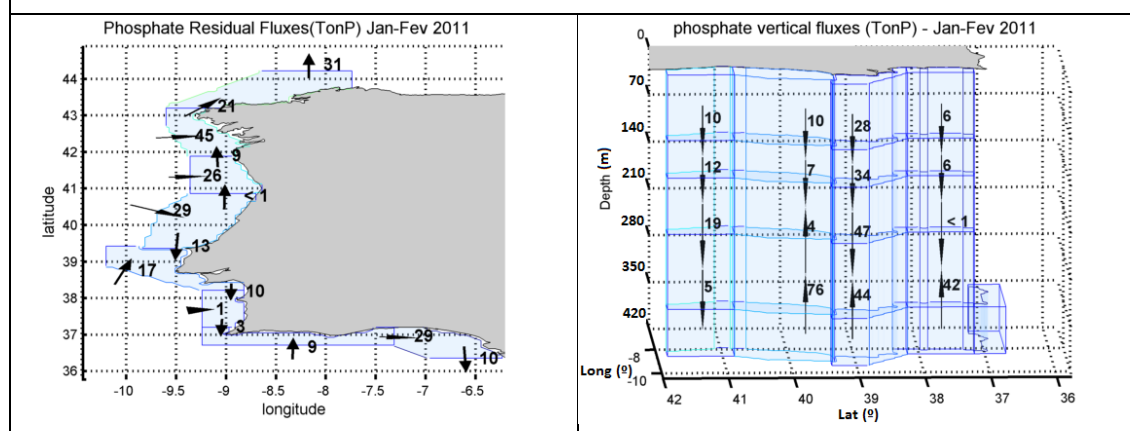 Phosphate Residual Fluxes(TonP) Jan-Fev 2011
44
43
42
41
40
39
38
37
36
latitude
31
21
45
9
26
< 1
29
13
17
10
1
3
29
9
10
-10 -9.5 -9 -8.5 -8 -7.5 -7 -6.5
longitude
phosphate vertical fluxes (TonP) - Jan-Fev 2011
0
70
140
210
280
350
420
Depth (m)
10 10 28 6
12 7 34 6
19 4 47 < 1
5 76 44 42
-8
Long (º)
-10
42 41 40 39 38 37 36
Lat (º)